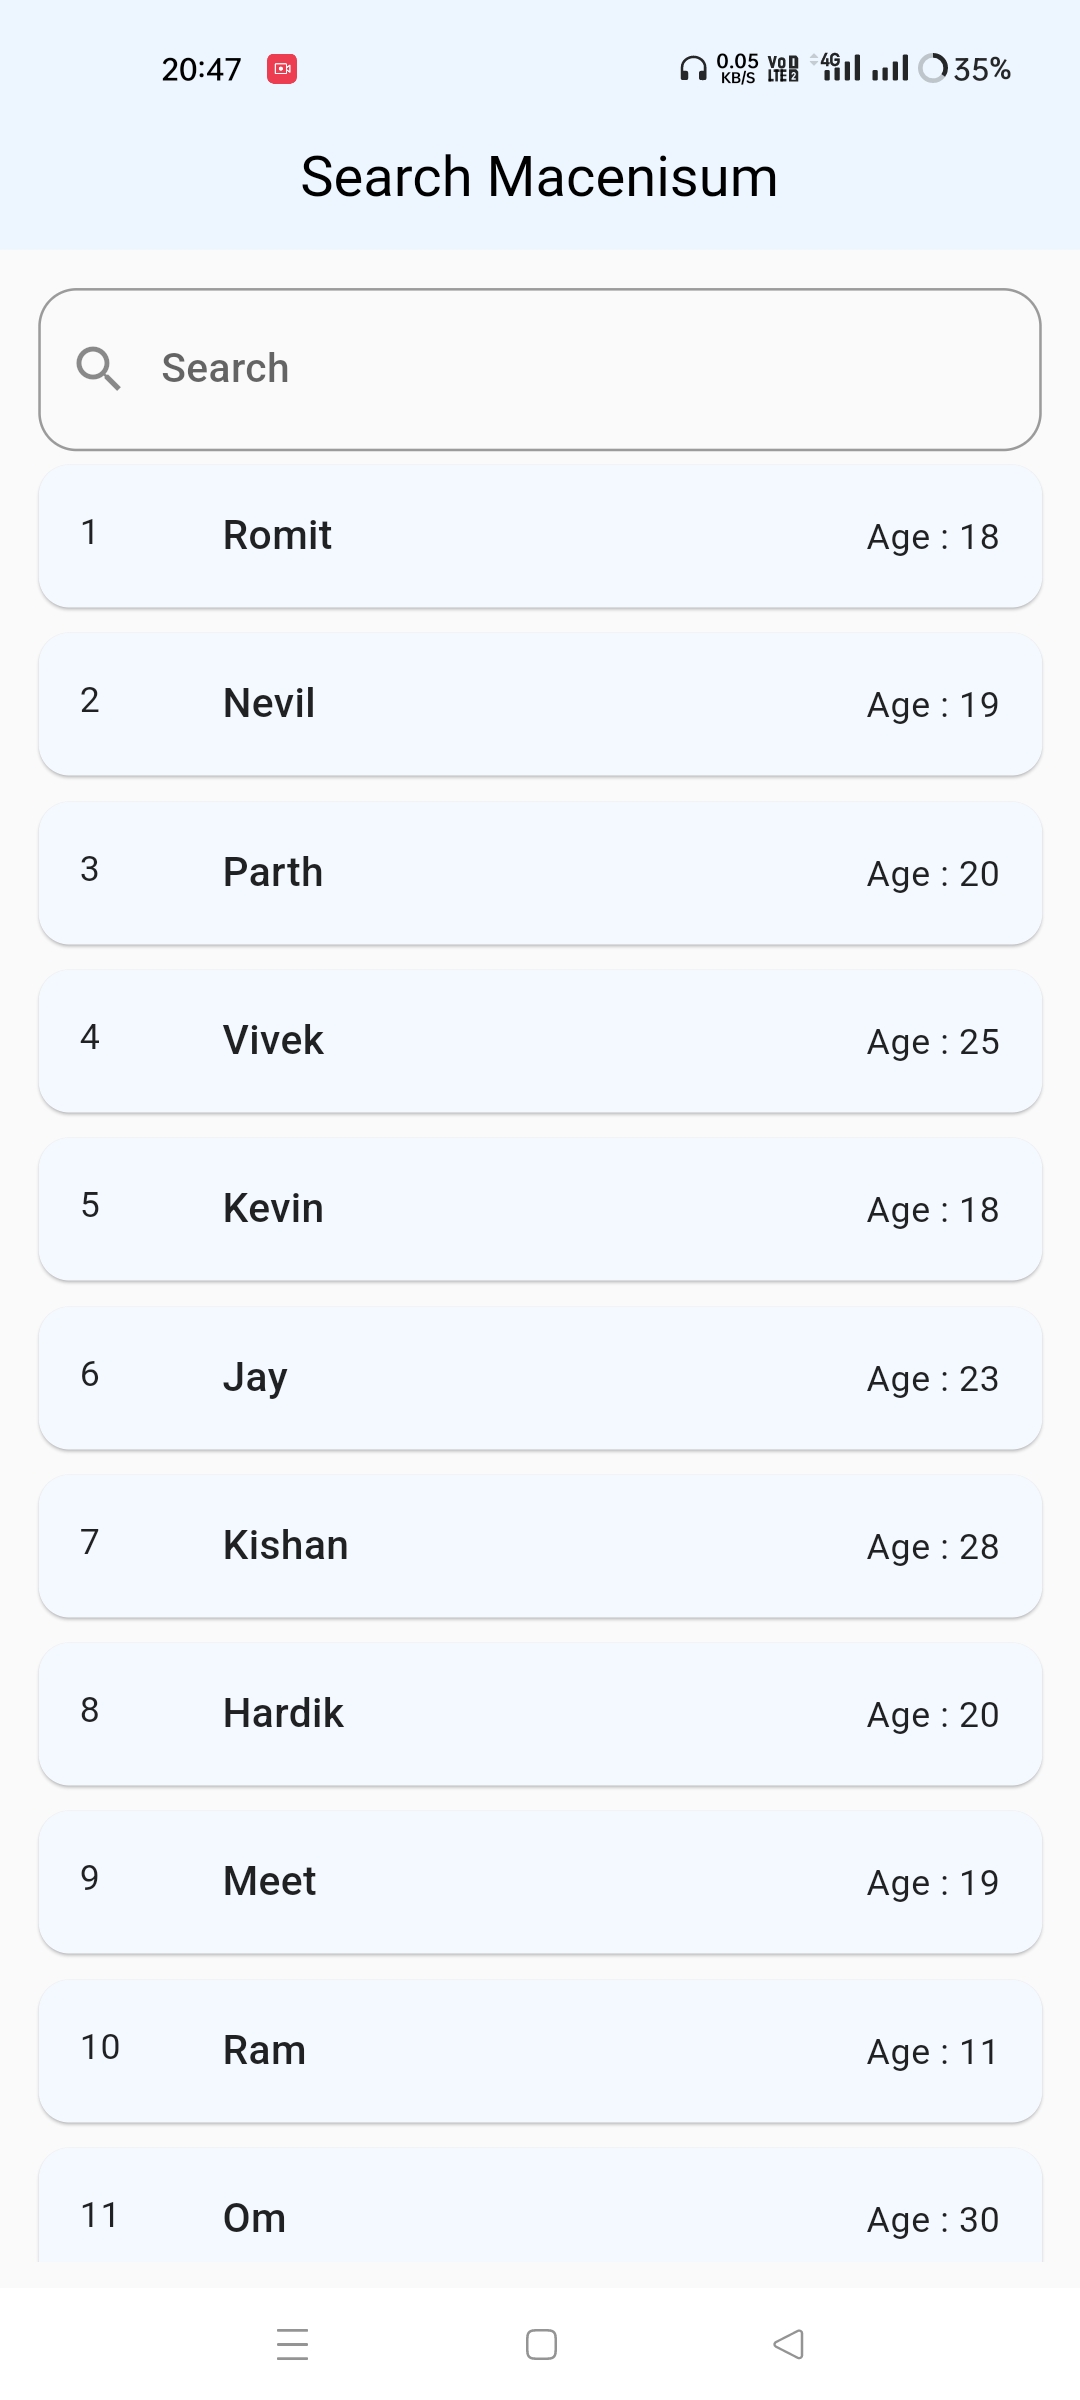 20:47 0.05 KB/S VoD LTE2 4G 35%
Search Macenisum
Search
1 Romit Age : 18
2 Nevil Age : 19
3 Parth Age : 20
4 Vivek Age : 25
5 Kevin Age : 18
6 Jay Age : 23
7 Kishan Age : 28
8 Hardik Age : 20
9 Meet Age : 19
10 Ram Age : 11
11 Om Age : 30